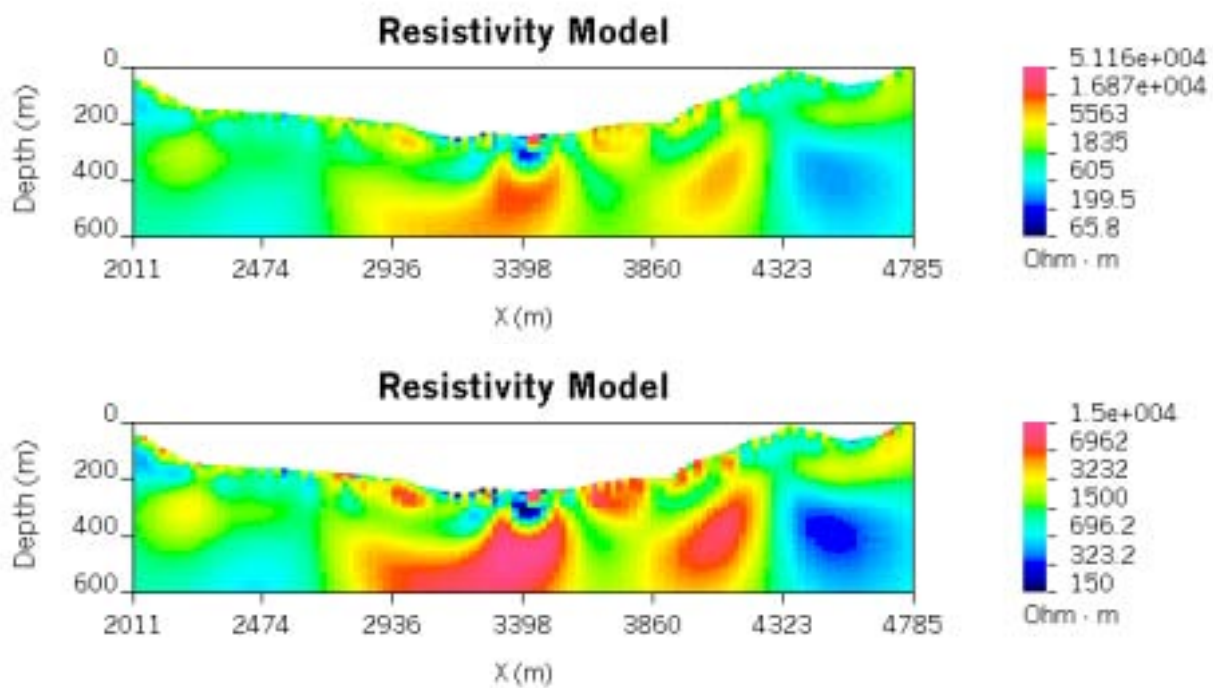 Resistivity Model
Depth (m)
0
200
400
600
2011 2474 2936 3398 3860 4323 4785
X (m)
5.116e+004
1.687e+004
5563
1835
605
199.5
65.8
Ohm · m
Resistivity Model
Depth (m)
0
200
400
600
2011 2474 2936 3398 3860 4323 4785
X (m)
1.5e+004
6962
3232
1500
696.2
323.2
150
Ohm · m